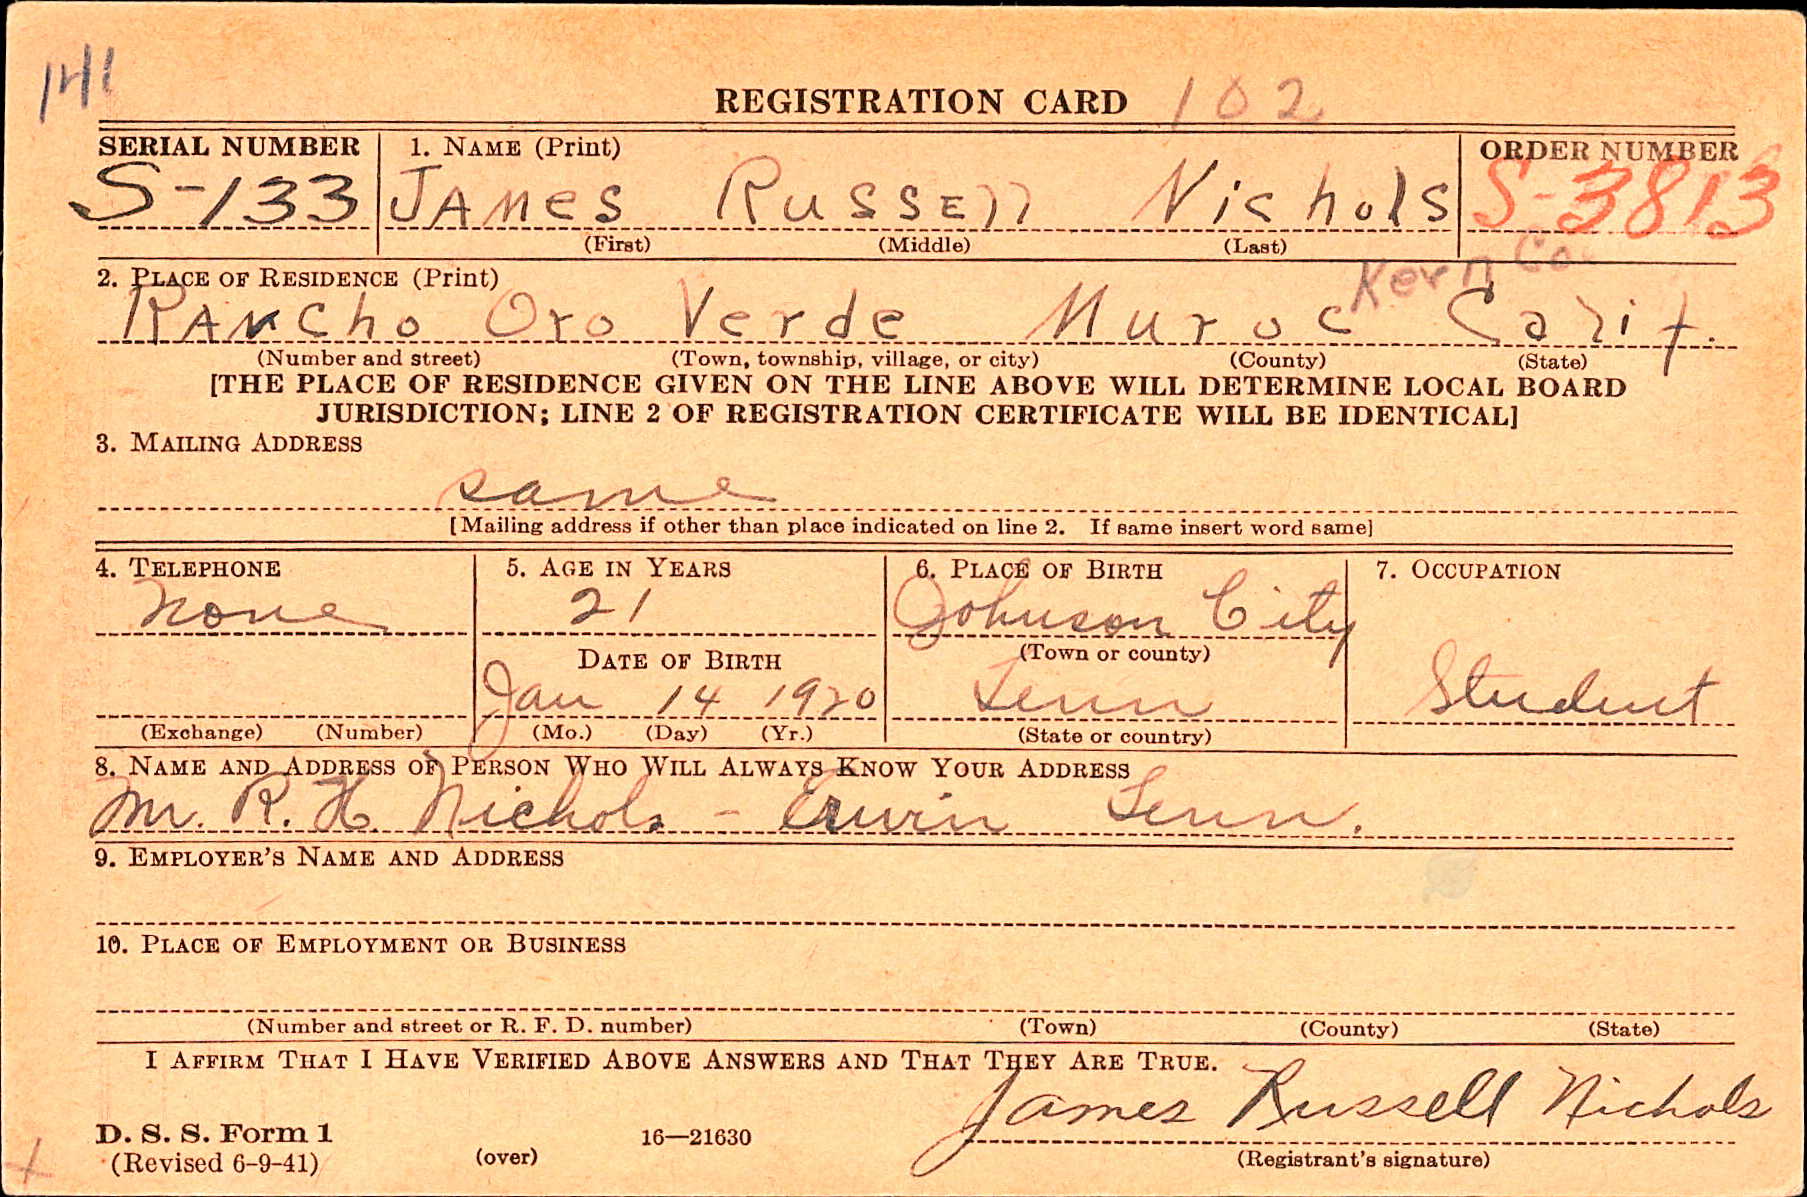 141
REGISTRATION CARD 102
SERIAL NUMBER 1. NAME (Print) ORDER NUMBER
S-133 JAMES RUSSELL Nichols S-3813
(First) (Middle) (Last)
Kern Co.
2. PLACE OF RESIDENCE (Print)
RANcho Oro Verde Muroc Calif.
(Number and street) (Town, township, village, or city) (County) (State)
[THE PLACE OF RESIDENCE GIVEN ON THE LINE ABOVE WILL DETERMINE LOCAL BOARD
JURISDICTION; LINE 2 OF REGISTRATION CERTIFICATE WILL BE IDENTICAL]
3. MAILING ADDRESS
same
[Mailing address if other than place indicated on line 2. If same insert word same]
4. TELEPHONE 5. AGE IN YEARS 6. PLACE OF BIRTH 7. OCCUPATION
none 21 Johnson City
DATE OF BIRTH (Town or county)
Jan 14 1920 Tenn Student
(Exchange) (Number) (Mo.) (Day) (Yr.) (State or country)
8. NAME AND ADDRESS OF PERSON WHO WILL ALWAYS KNOW YOUR ADDRESS
Mr. R. H. Nichols - Erwin Tenn.
9. EMPLOYER'S NAME AND ADDRESS
10. PLACE OF EMPLOYMENT OR BUSINESS
(Number and street or R. F. D. number) (Town) (County) (State)
I AFFIRM THAT I HAVE VERIFIED ABOVE ANSWERS AND THAT THEY ARE TRUE.
James Russell Nichols
D. S. S. Form 1 16—21630
(Revised 6-9-41) (over) (Registrant's signature)